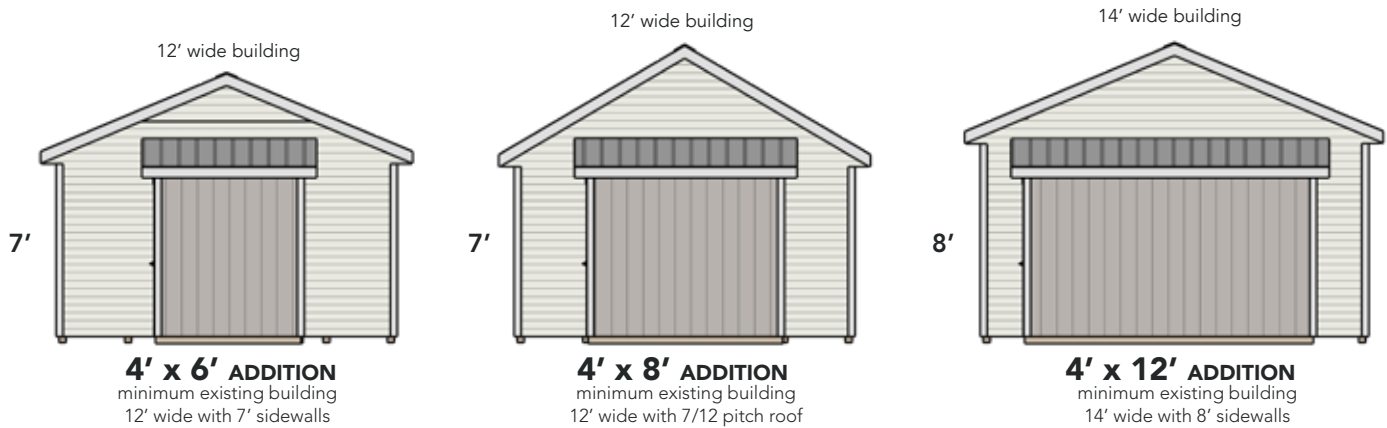 12’ wide building
7’
4’ x 6’ ADDITION
minimum existing building
12’ wide with 7’ sidewalls
12’ wide building
7’
4’ x 8’ ADDITION
minimum existing building
12’ wide with 7/12 pitch roof
14’ wide building
8’
4’ x 12’ ADDITION
minimum existing building
14’ wide with 8’ sidewalls